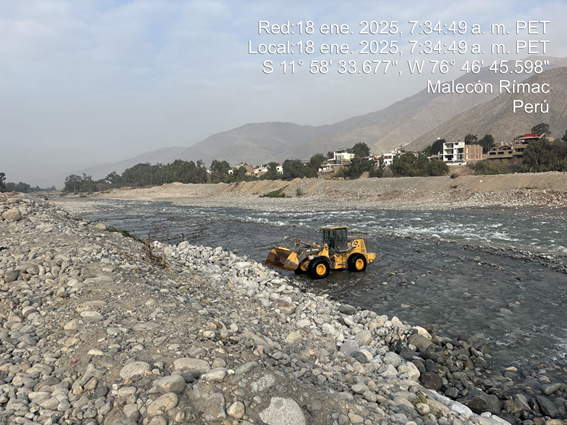 Red:18 ene. 2025, 7:34:49 a. m. PET
Local:18 ene. 2025, 7:34:49 a. m. PET
S 11° 58' 33.677", W 76° 46' 45.598"
Malecón Rímac
Perú